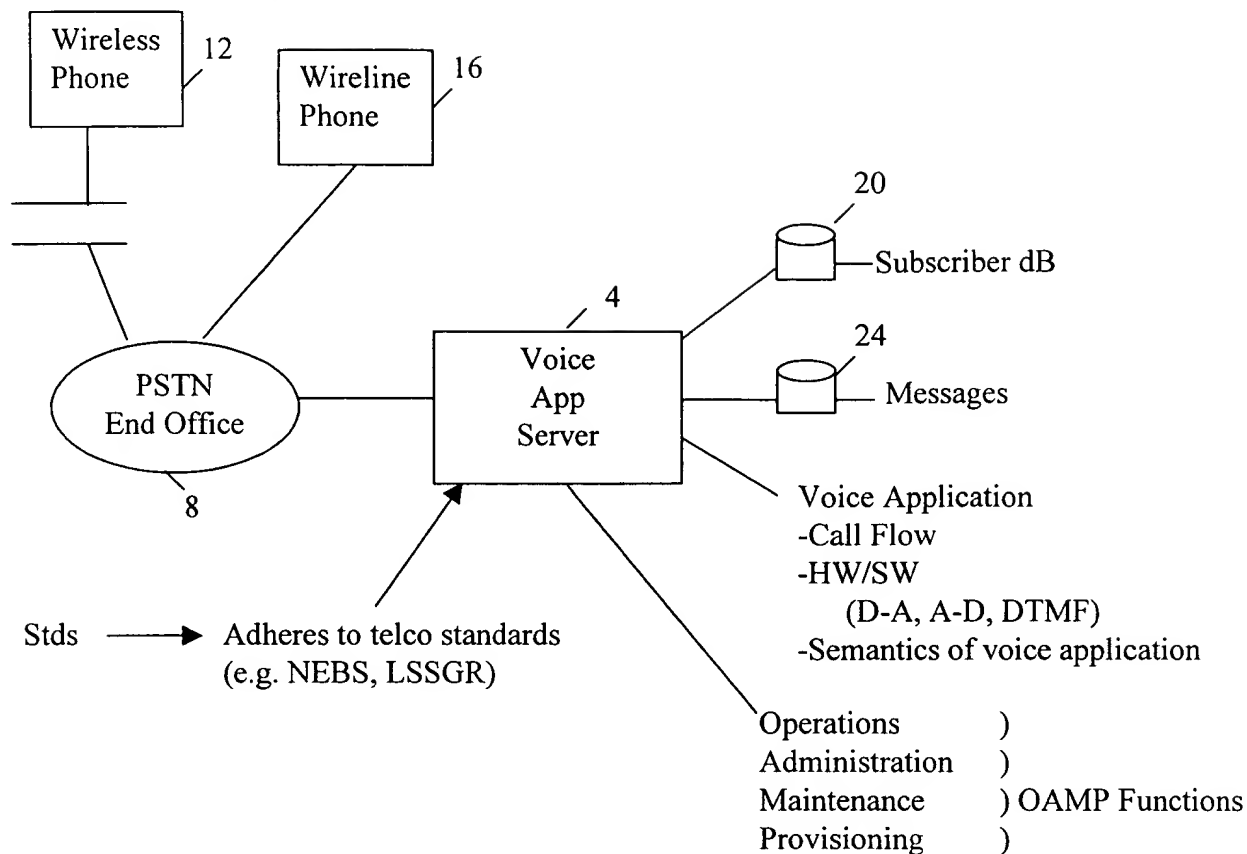 Wireless
Phone
12
Wireline
Phone
16
20
Subscriber dB
4
Voice
App
Server
24
Messages
PSTN
End Office
8
Voice Application
-Call Flow
-HW/SW
(D-A, A-D, DTMF)
-Semantics of voice application
Stds
Adheres to telco standards
(e.g. NEBS, LSSGR)
Operations )
Administration )
Maintenance ) OAMP Functions
Provisioning )